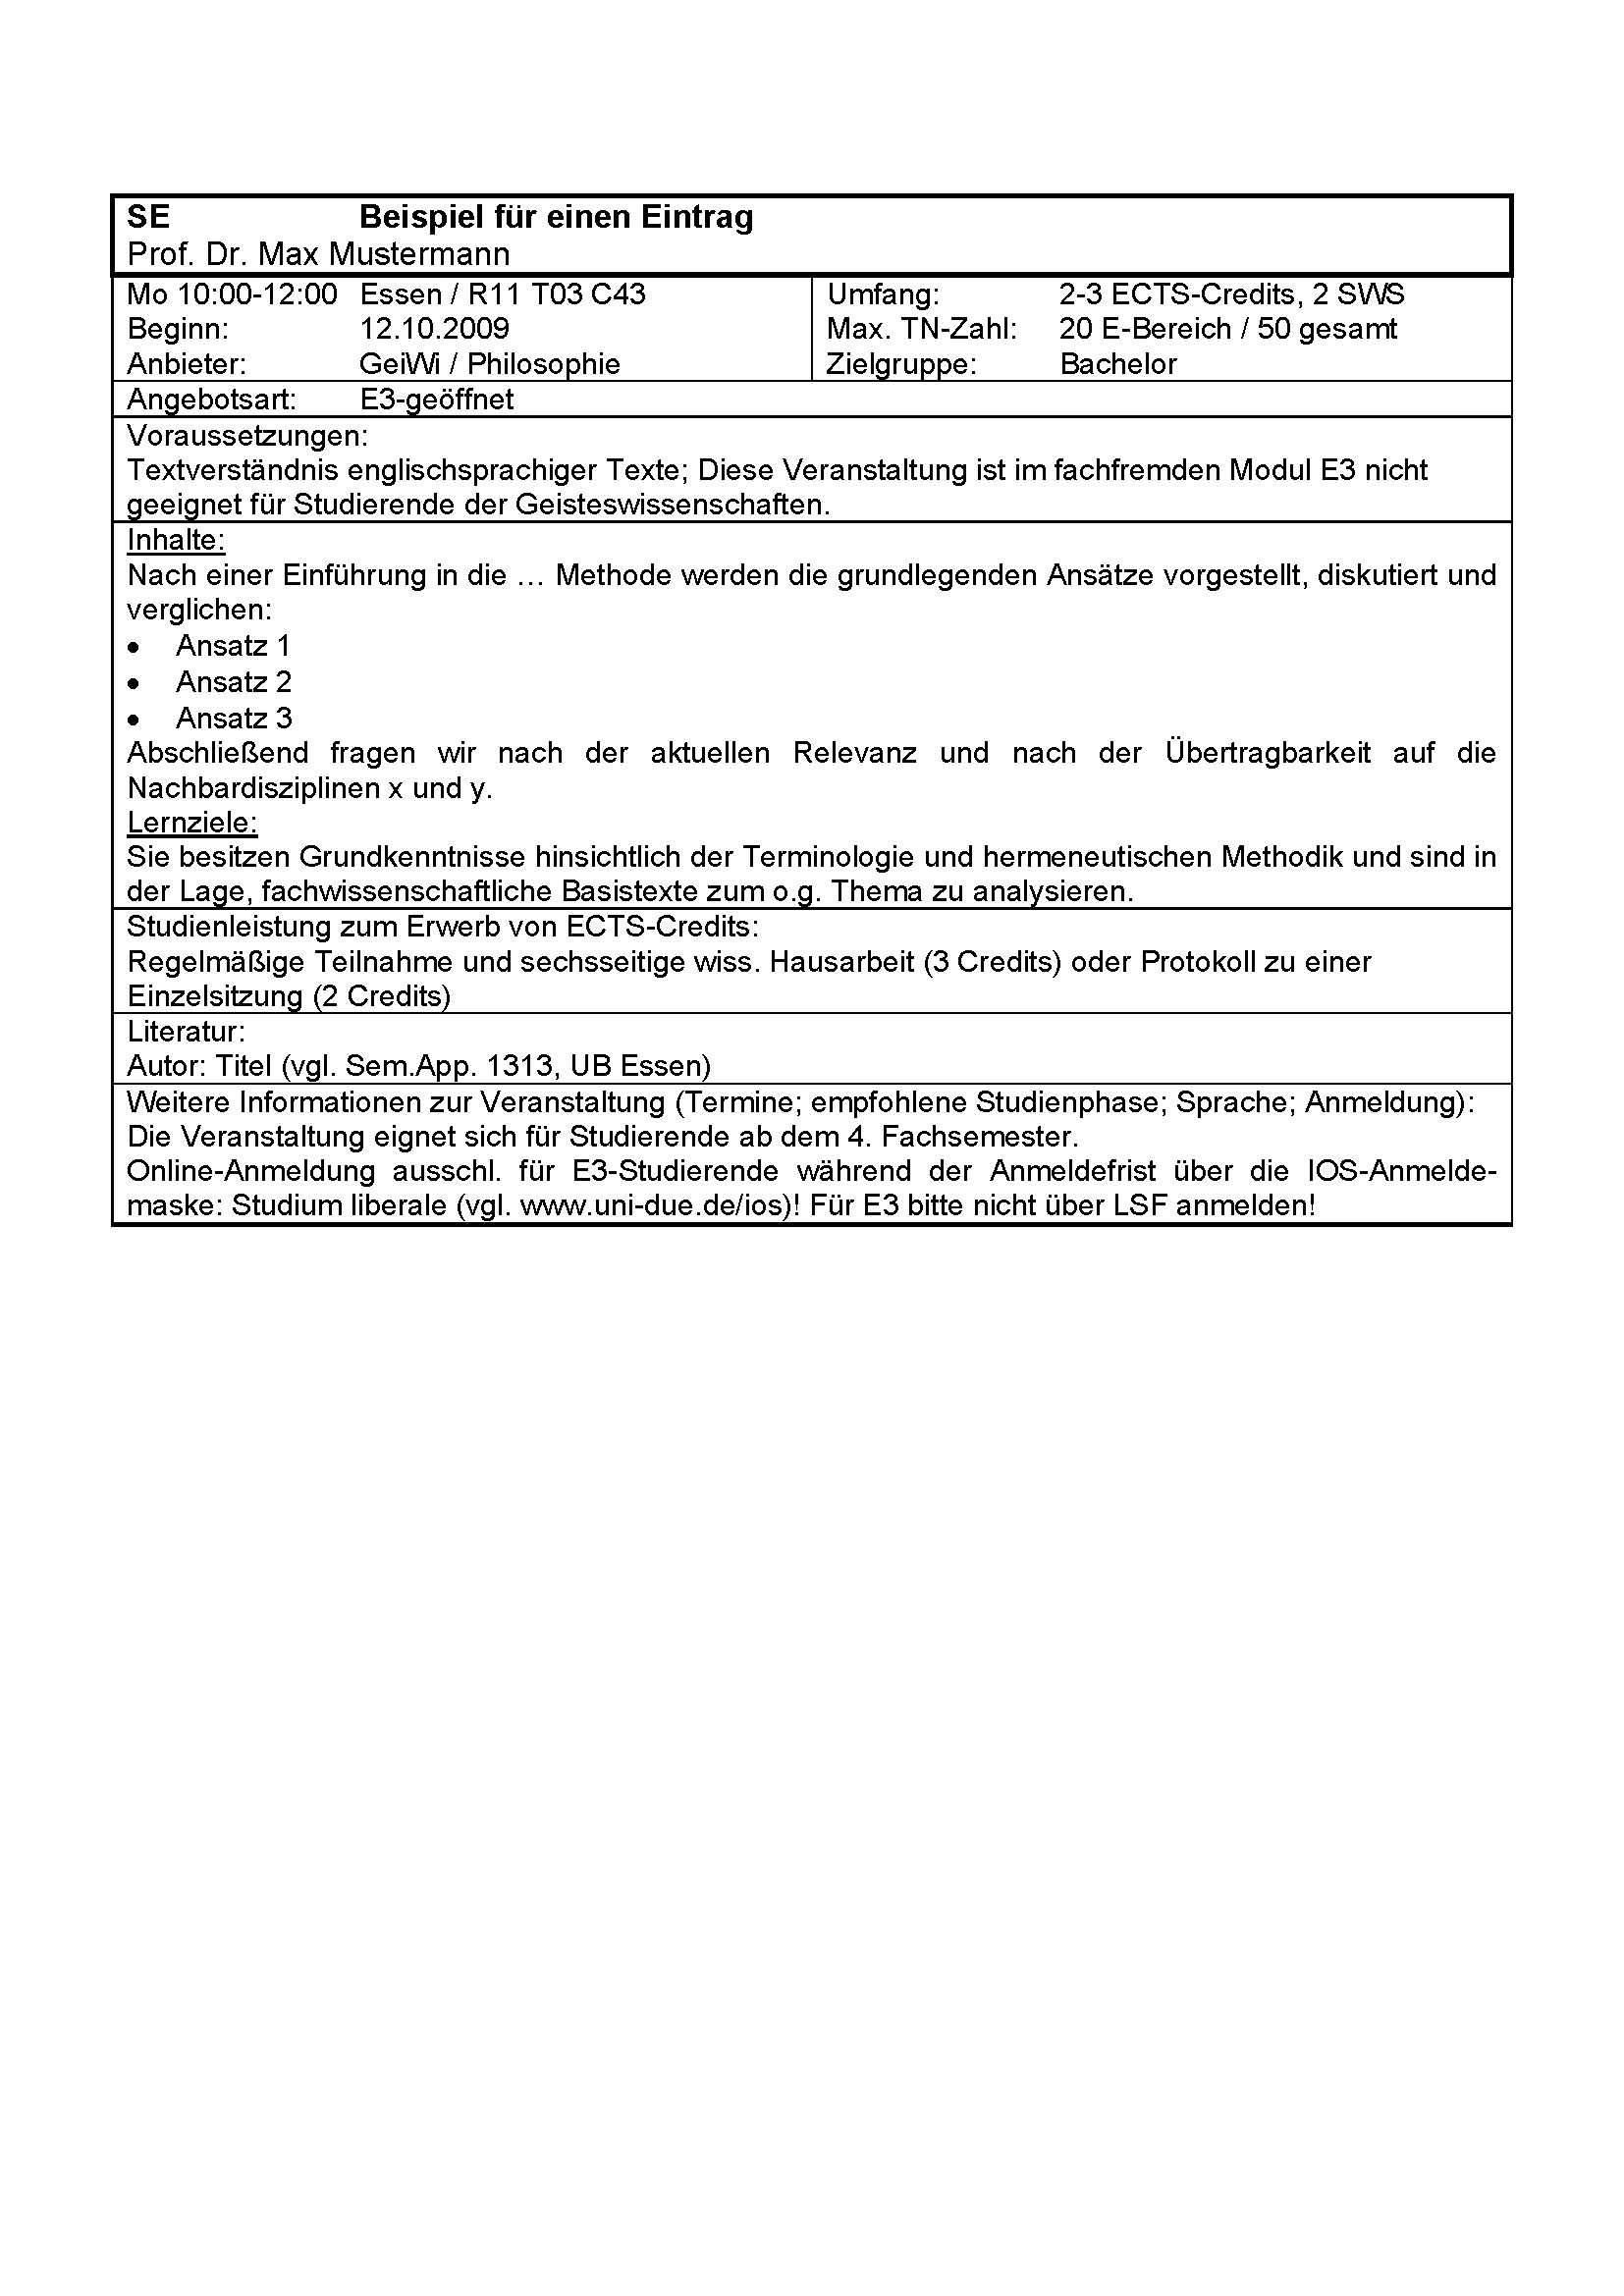 SE Beispiel für einen Eintrag
Prof. Dr. Max Mustermann
Mo 10:00-12:00 Essen / R11 T03 C43
Beginn: 12.10.2009
Anbieter: GeiWi / Philosophie
Umfang: 2-3 ECTS-Credits, 2 SWS
Max. TN-Zahl: 20 E-Bereich / 50 gesamt
Zielgruppe: Bachelor
Angebotsart: E3-geöffnet
Voraussetzungen:
Textverständnis englischsprachiger Texte; Diese Veranstaltung ist im fachfremden Modul E3 nicht
geeignet für Studierende der Geisteswissenschaften.
Inhalte:
Nach einer Einführung in die … Methode werden die grundlegenden Ansätze vorgestellt, diskutiert und
verglichen:
• Ansatz 1
• Ansatz 2
• Ansatz 3
Abschließend fragen wir nach der aktuellen Relevanz und nach der Übertragbarkeit auf die
Nachbardisziplinen x und y.
Lernziele:
Sie besitzen Grundkenntnisse hinsichtlich der Terminologie und hermeneutischen Methodik und sind in
der Lage, fachwissenschaftliche Basistexte zum o.g. Thema zu analysieren.
Studienleistung zum Erwerb von ECTS-Credits:
Regelmäßige Teilnahme und sechsseitige wiss. Hausarbeit (3 Credits) oder Protokoll zu einer
Einzelsitzung (2 Credits)
Literatur:
Autor: Titel (vgl. Sem.App. 1313, UB Essen)
Weitere Informationen zur Veranstaltung (Termine; empfohlene Studienphase; Sprache; Anmeldung):
Die Veranstaltung eignet sich für Studierende ab dem 4. Fachsemester.
Online-Anmeldung ausschl. für E3-Studierende während der Anmeldefrist über die IOS-Anmelde-
maske: Studium liberale (vgl. www.uni-due.de/ios)! Für E3 bitte nicht über LSF anmelden!